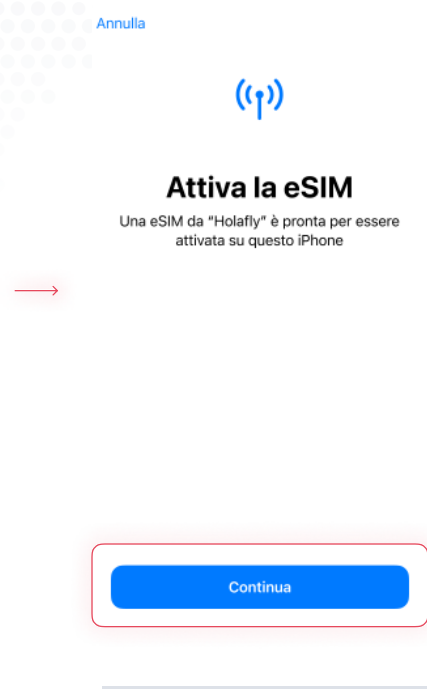 Annulla
Attiva la eSIM
Una eSIM da “Holafly” è pronta per essere
attivata su questo iPhone
Continua